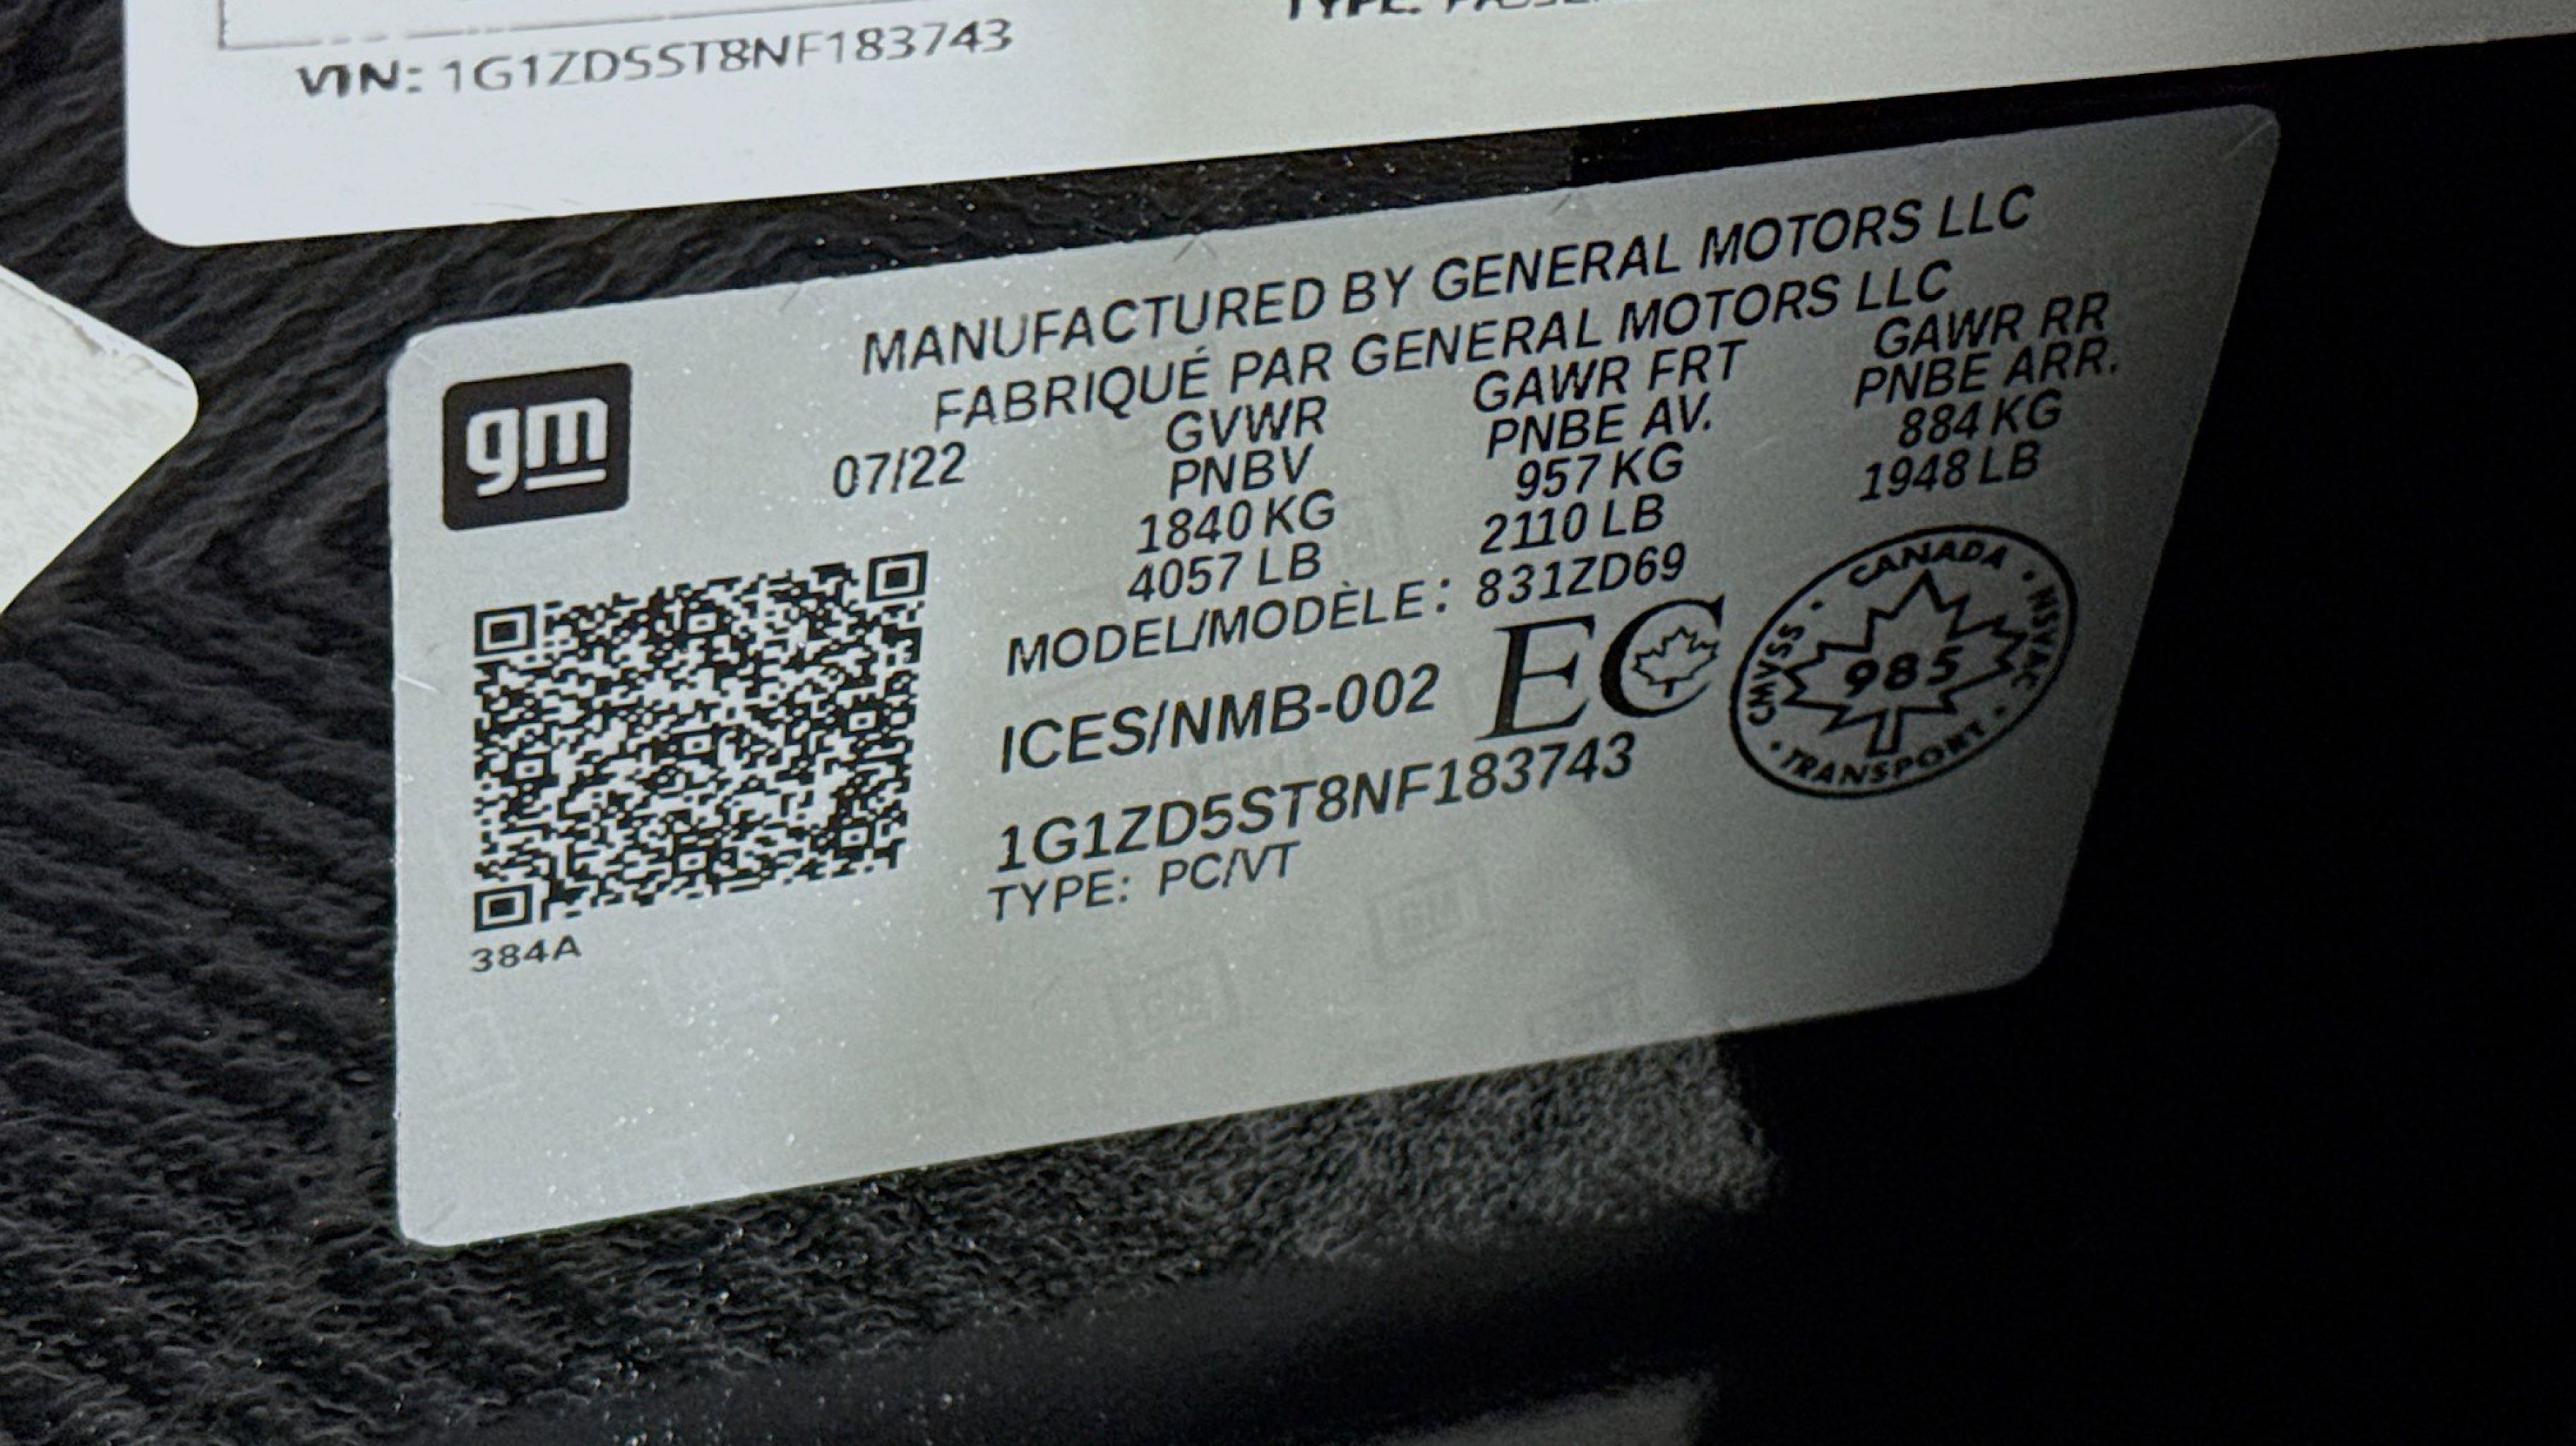 VIN: 1G1ZD5ST8NF183743
MANUFACTURED BY GENERAL MOTORS LLC
FABRIQUÉ PAR GENERAL MOTORS LLC
gm
07/22
GVWR
PNBV
1840 KG
4057 LB
GAWR FRT
PNBE AV.
957 KG
2110 LB
GAWR RR
PNBE ARR.
884 KG
1948 LB
MODEL/MODÈLE: 831ZD69
ICES/NMB-002
EC
CANADA • NSVAC • TRANSPORT • CMVSS •
985
1G1ZD5ST8NF183743
TYPE: PC/VT
384A